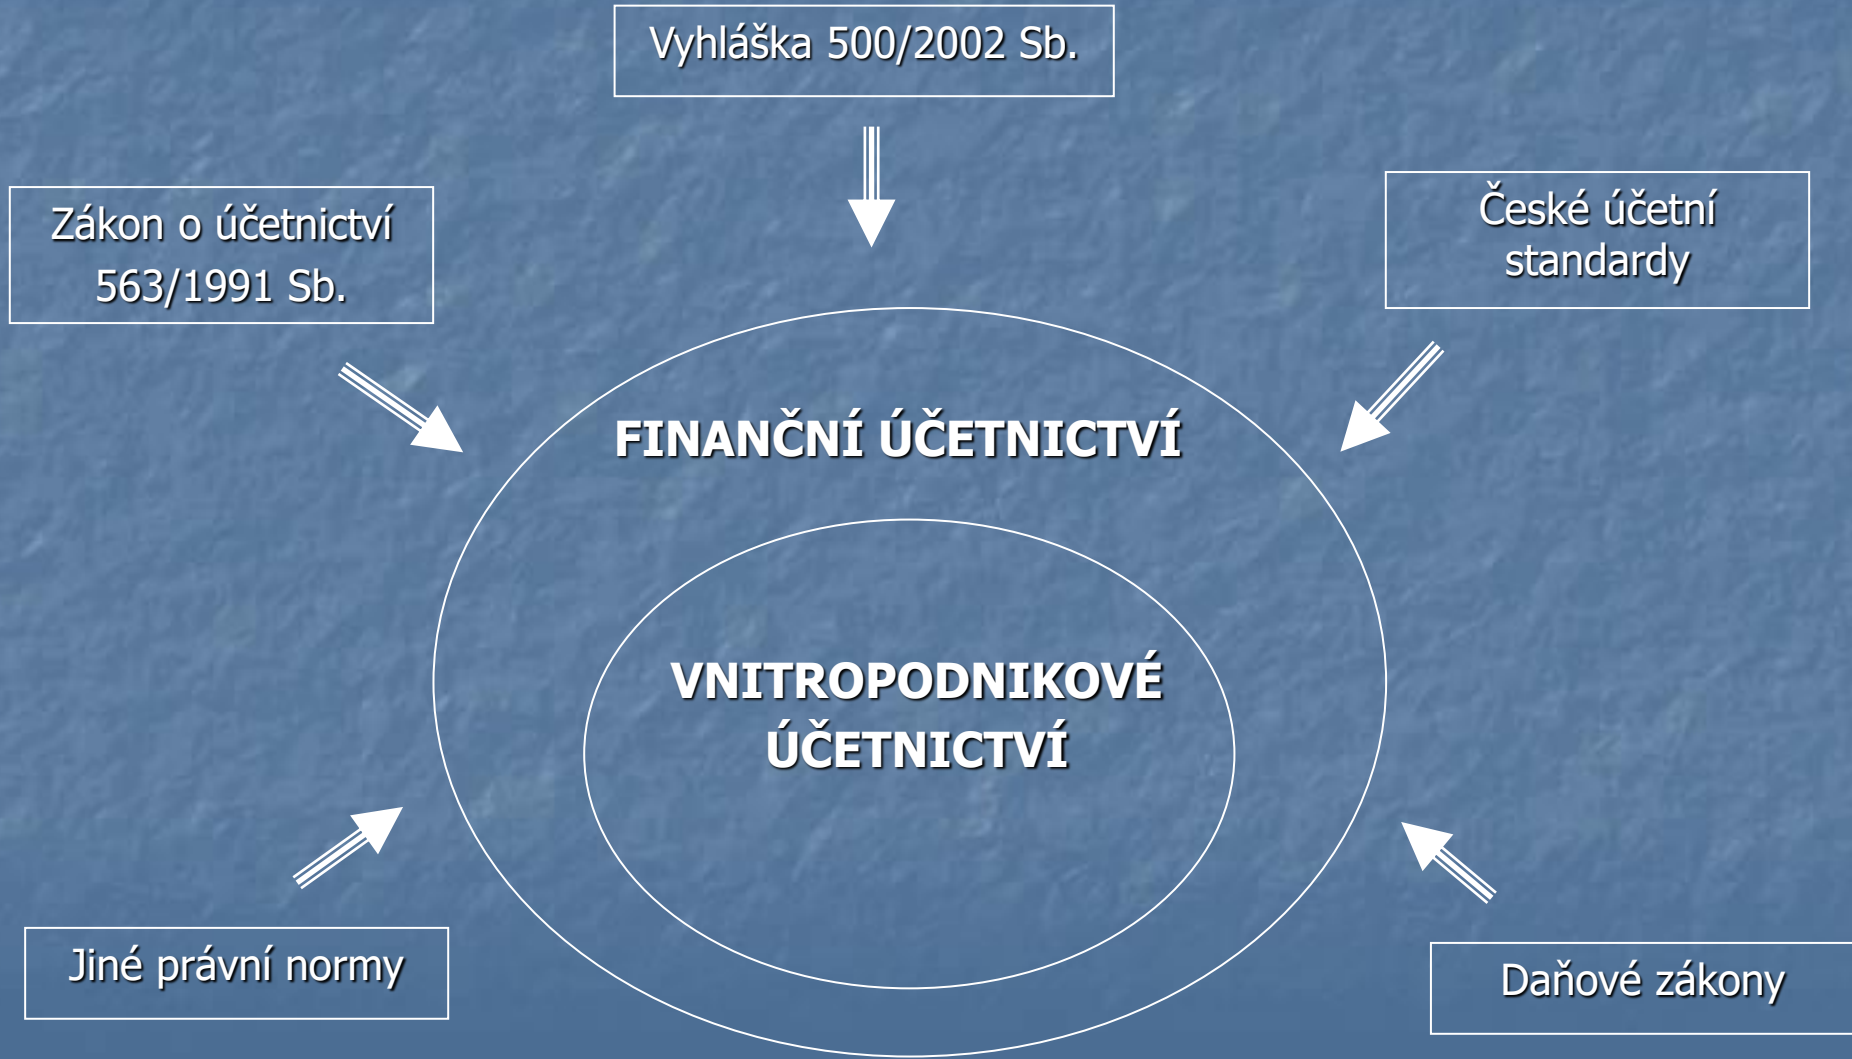 Vyhláška 500/2002 Sb.
Zákon o účetnictví
563/1991 Sb.
České účetní
standardy
FINANČNÍ ÚČETNICTVÍ
VNITROPODNIKOVÉ
ÚČETNICTVÍ
Jiné právní normy
Daňové zákony